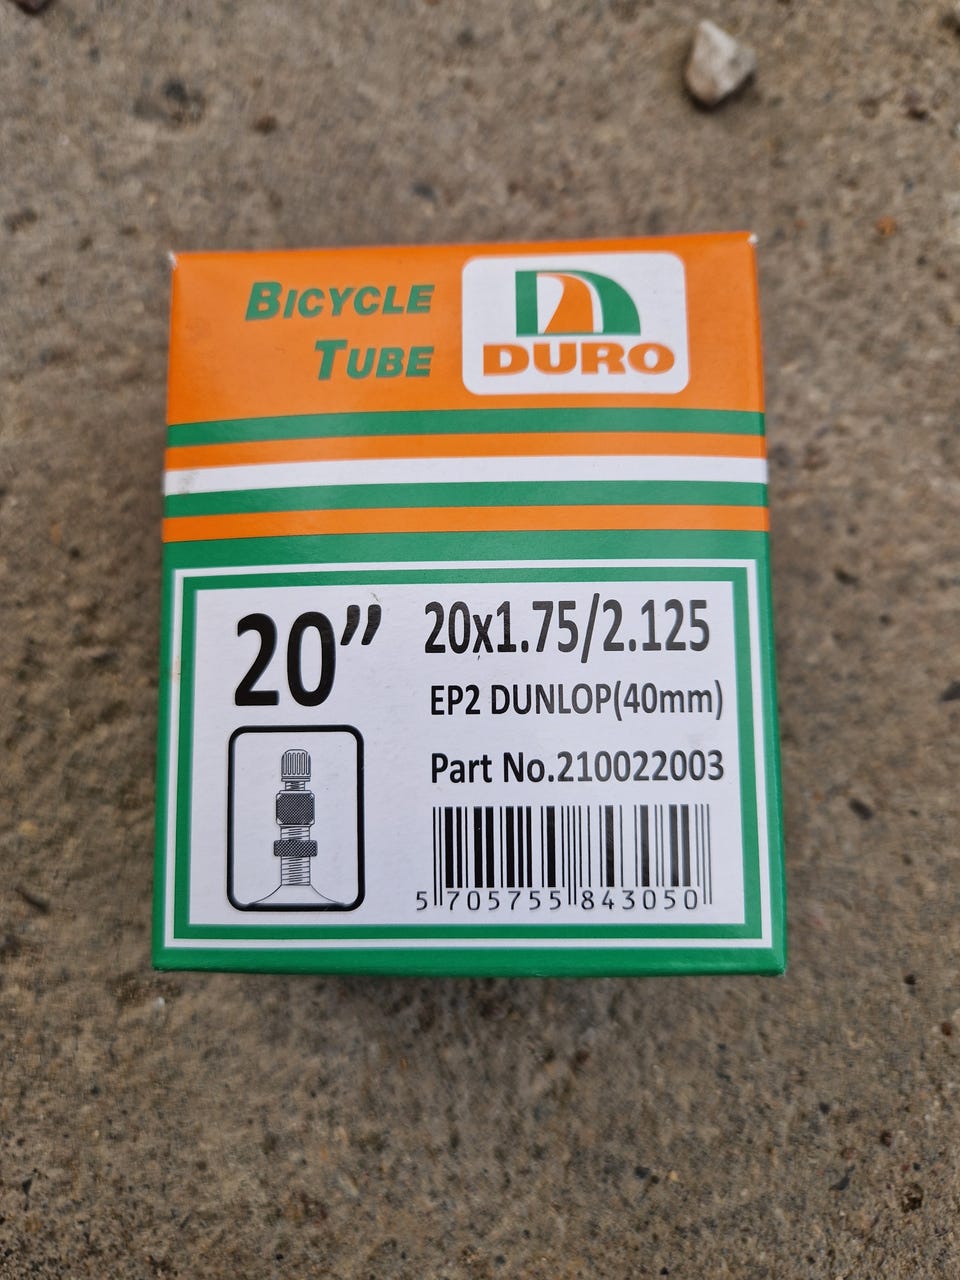 BICYCLE
TUBE
DURO
20”
20x1.75/2.125
EP2 DUNLOP(40mm)
Part No.210022003
5 705755 843050